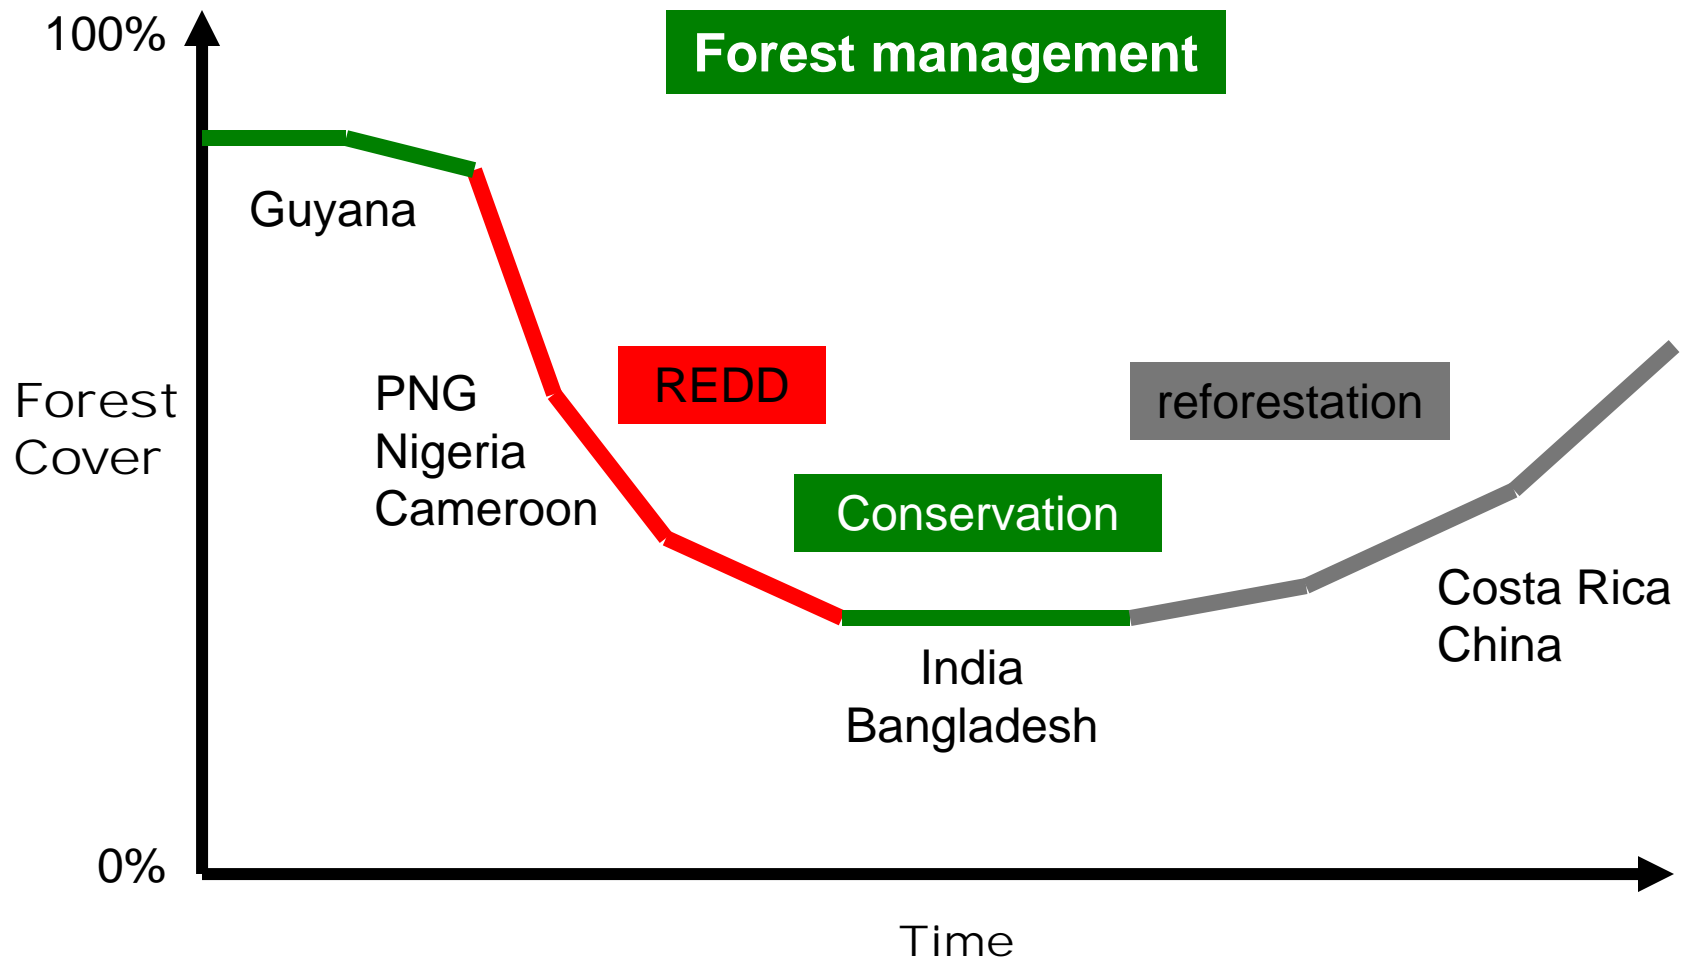 100%
Forest management
Guyana
PNG
Nigeria
Cameroon
REDD
reforestation
Forest
Cover
Conservation
Costa Rica
China
India
Bangladesh
0%
Time